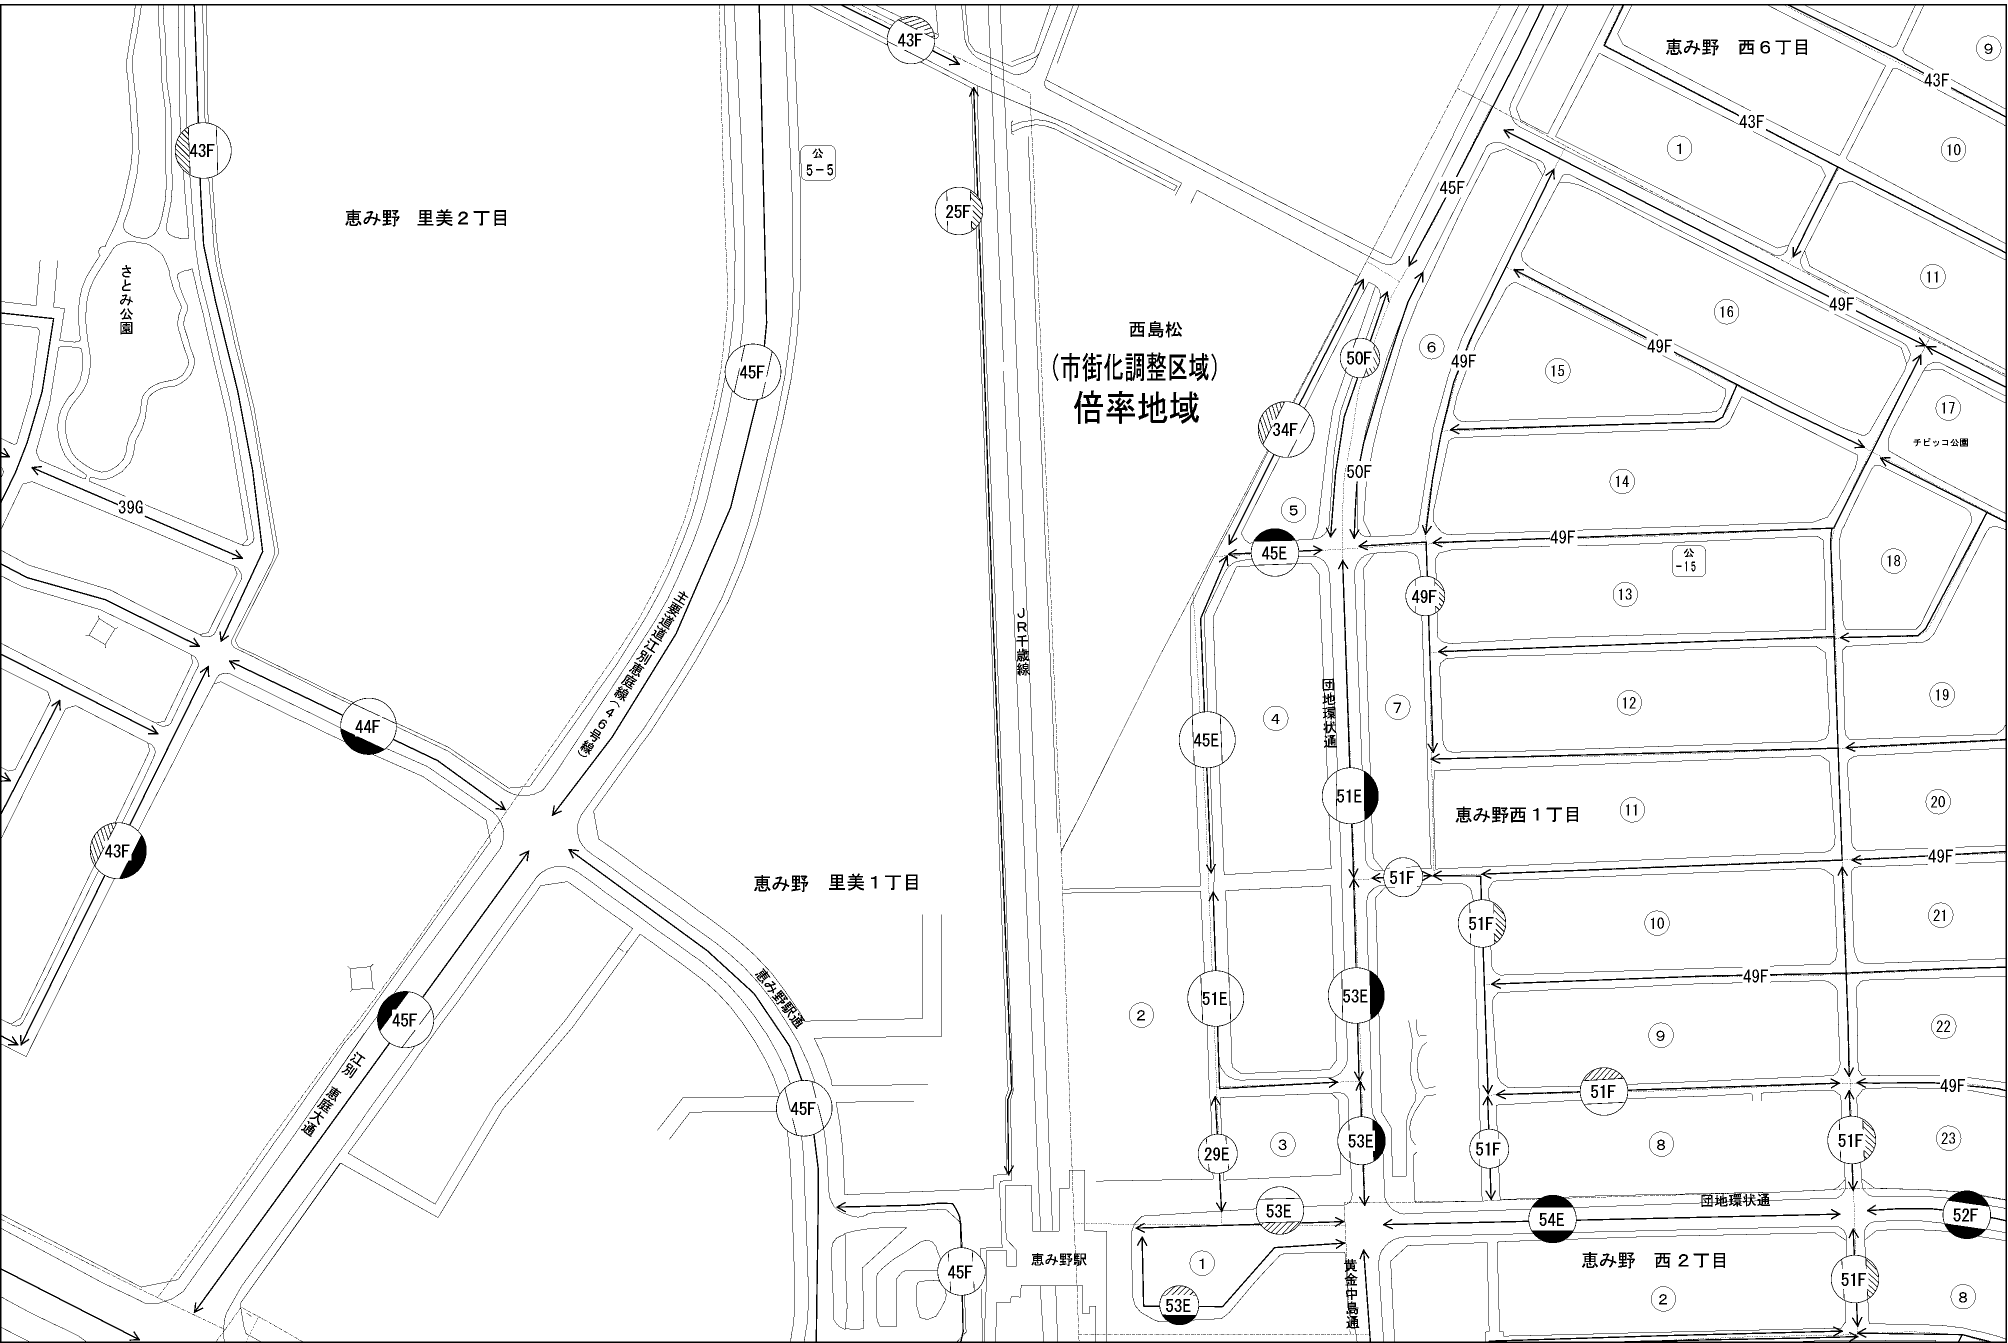 43F
恵み野 西6丁目
9
43F
43F
1
10
43F
公
5-5
45F
25F
恵み野 里美2丁目
さとみ公園
11
49F
16
西島松
(市街化調整区域)
倍率地域
50F
6
49F
49F
15
45F
34F
17
チビッコ公園
50F
14
39G
5
45E
49F
公
-15
18
49F
13
主要道道江別恵庭線(46号線)
JR千歳線
団地環状通
44F
45E
4
7
12
19
51E
恵み野西1丁目
11
20
43F
恵み野 里美1丁目
51F
49F
51F
10
21
恵み野駅通
51E
53E
49F
2
45F
9
22
江別 恵庭大通
45F
51F
49F
29E
3
53E
51F
8
51F
23
53E
54E
団地環状通
52F
恵み野駅
45F
1
53E
黄金中島通
恵み野 西2丁目
2
51F
8